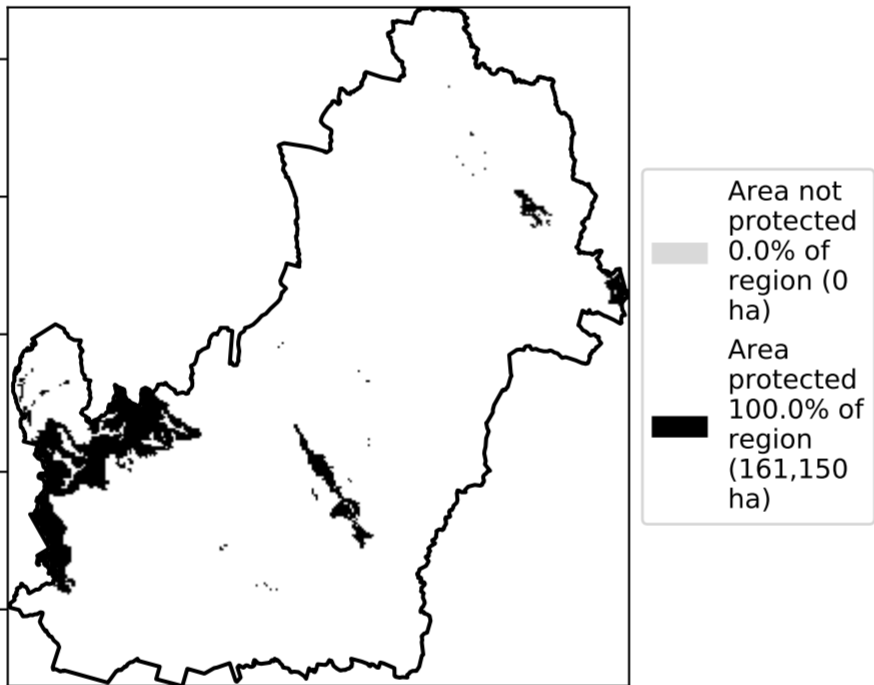 Area not
protected
0.0% of
region (0
ha)
Area
protected
100.0% of
region
(161,150
ha)